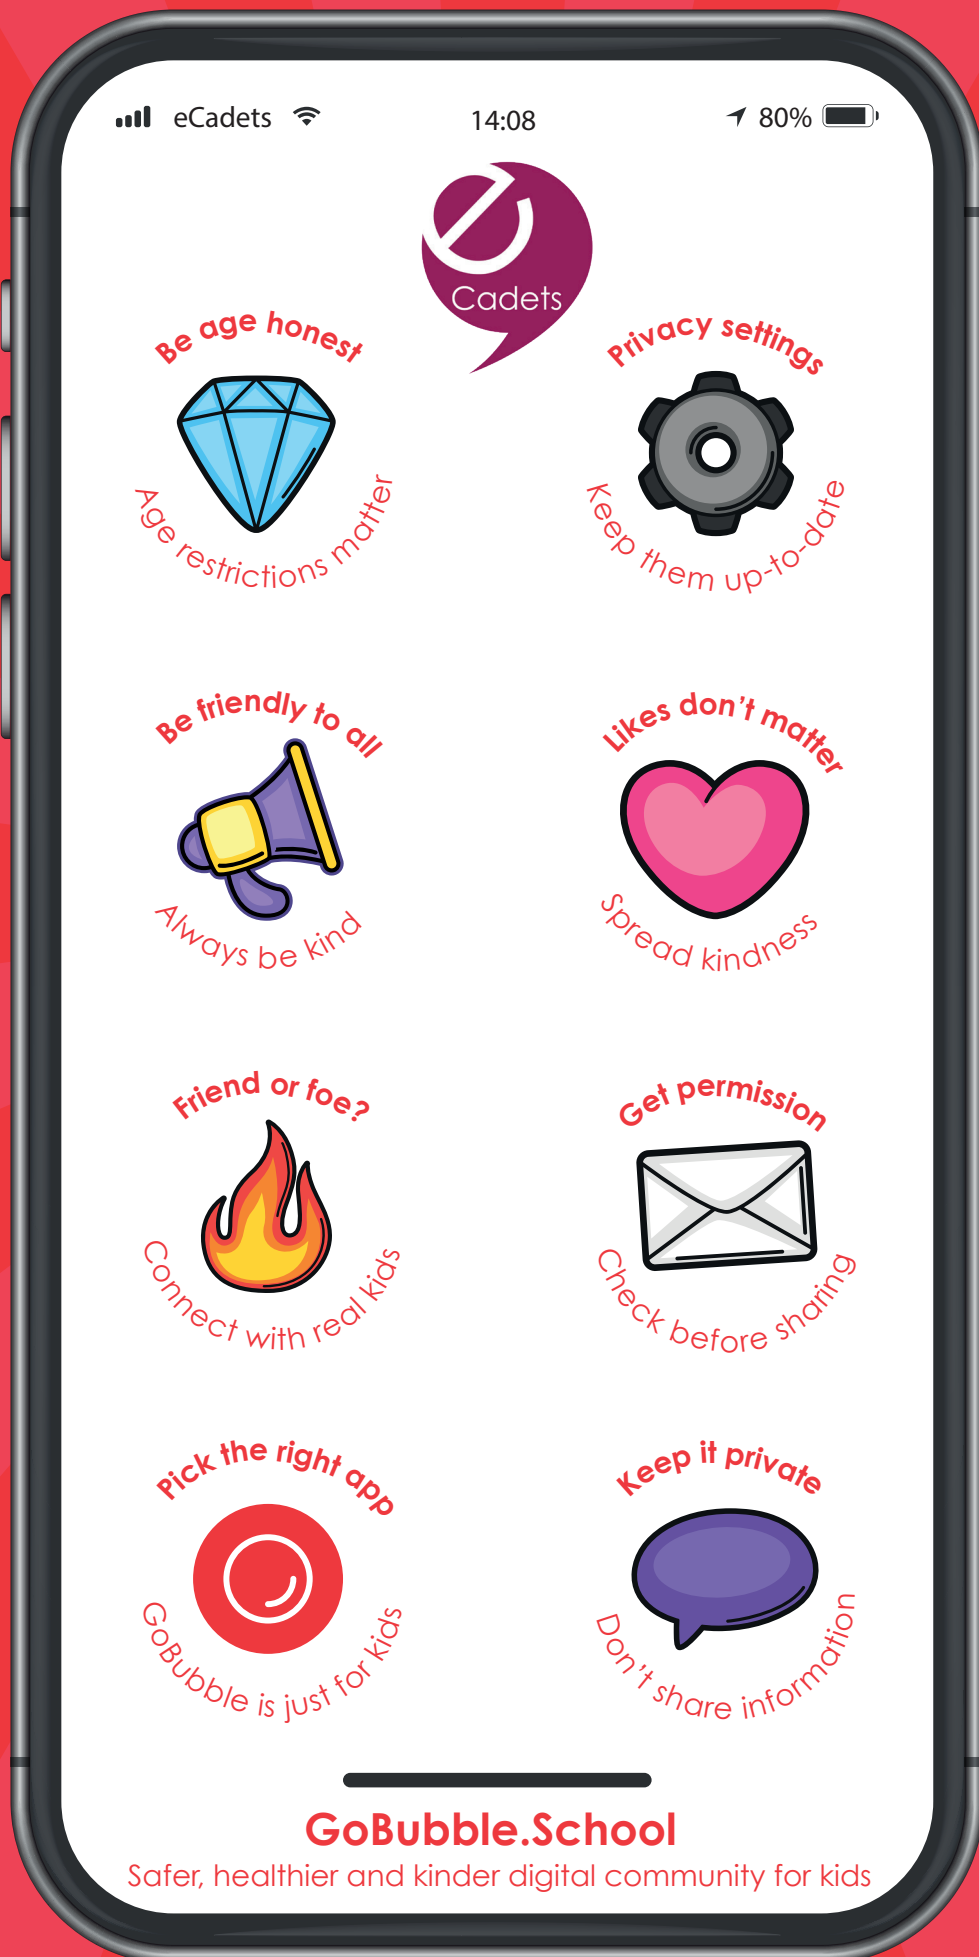 eCadets
14:08
80%
e
Cadets
Be age honest
Age restrictions matter
Privacy settings
Keep them up-to-date
Be friendly to all
Always be kind
Likes don't matter
Spread kindness
Friend or foe?
Connect with real kids
Get permission
Check before sharing
Pick the right app
GoBubble is just for kids
Keep it private
Don't share information
GoBubble.School
Safer, healthier and kinder digital community for kids